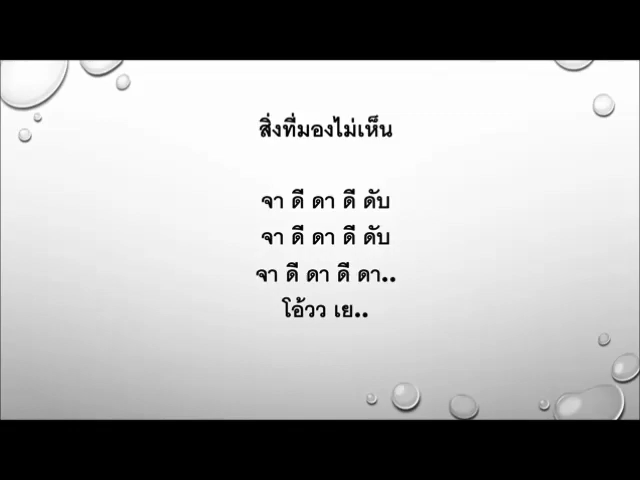 สิ่งที่มองไม่เห็น
จา ดี ดา ดี ดับ
จา ดี ดา ดี ดับ
จา ดี ดา ดี ดา..
โอ้วว เย..